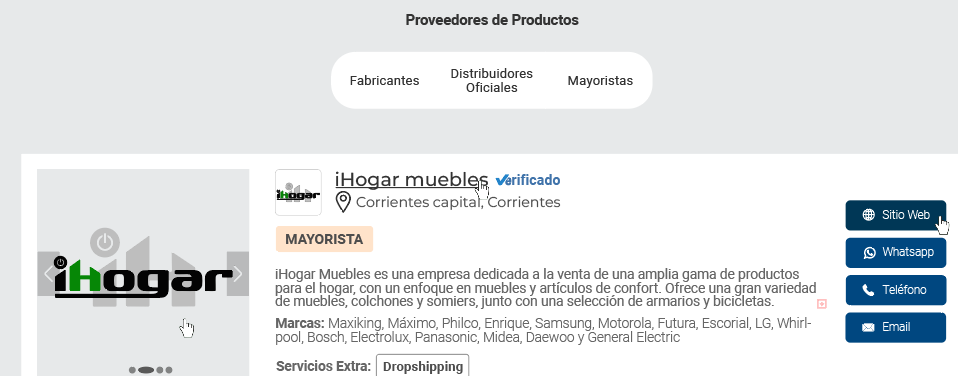 Proveedores de Productos
Fabricantes
Distribuidores
Oficiales
Mayoristas
iHogar
iHogar
iHogar muebles
Verificado
Corrientes capital, Corrientes
MAYORISTA
iHogar Muebles es una empresa dedicada a la venta de una amplia gama de productos
para el hogar, con un enfoque en muebles y artículos de confort. Ofrece una gran variedad
de muebles, colchones y somiers, junto con una selección de armarios y bicicletas.
Marcas: Maxiking, Máximo, Philco, Enrique, Samsung, Motorola, Futura, Escorial, LG, Whirl-
pool, Bosch, Electrolux, Panasonic, Midea, Daewoo y General Electric
Servicios Extra: Dropshipping
Sitio Web
Whatsapp
Teléfono
Email